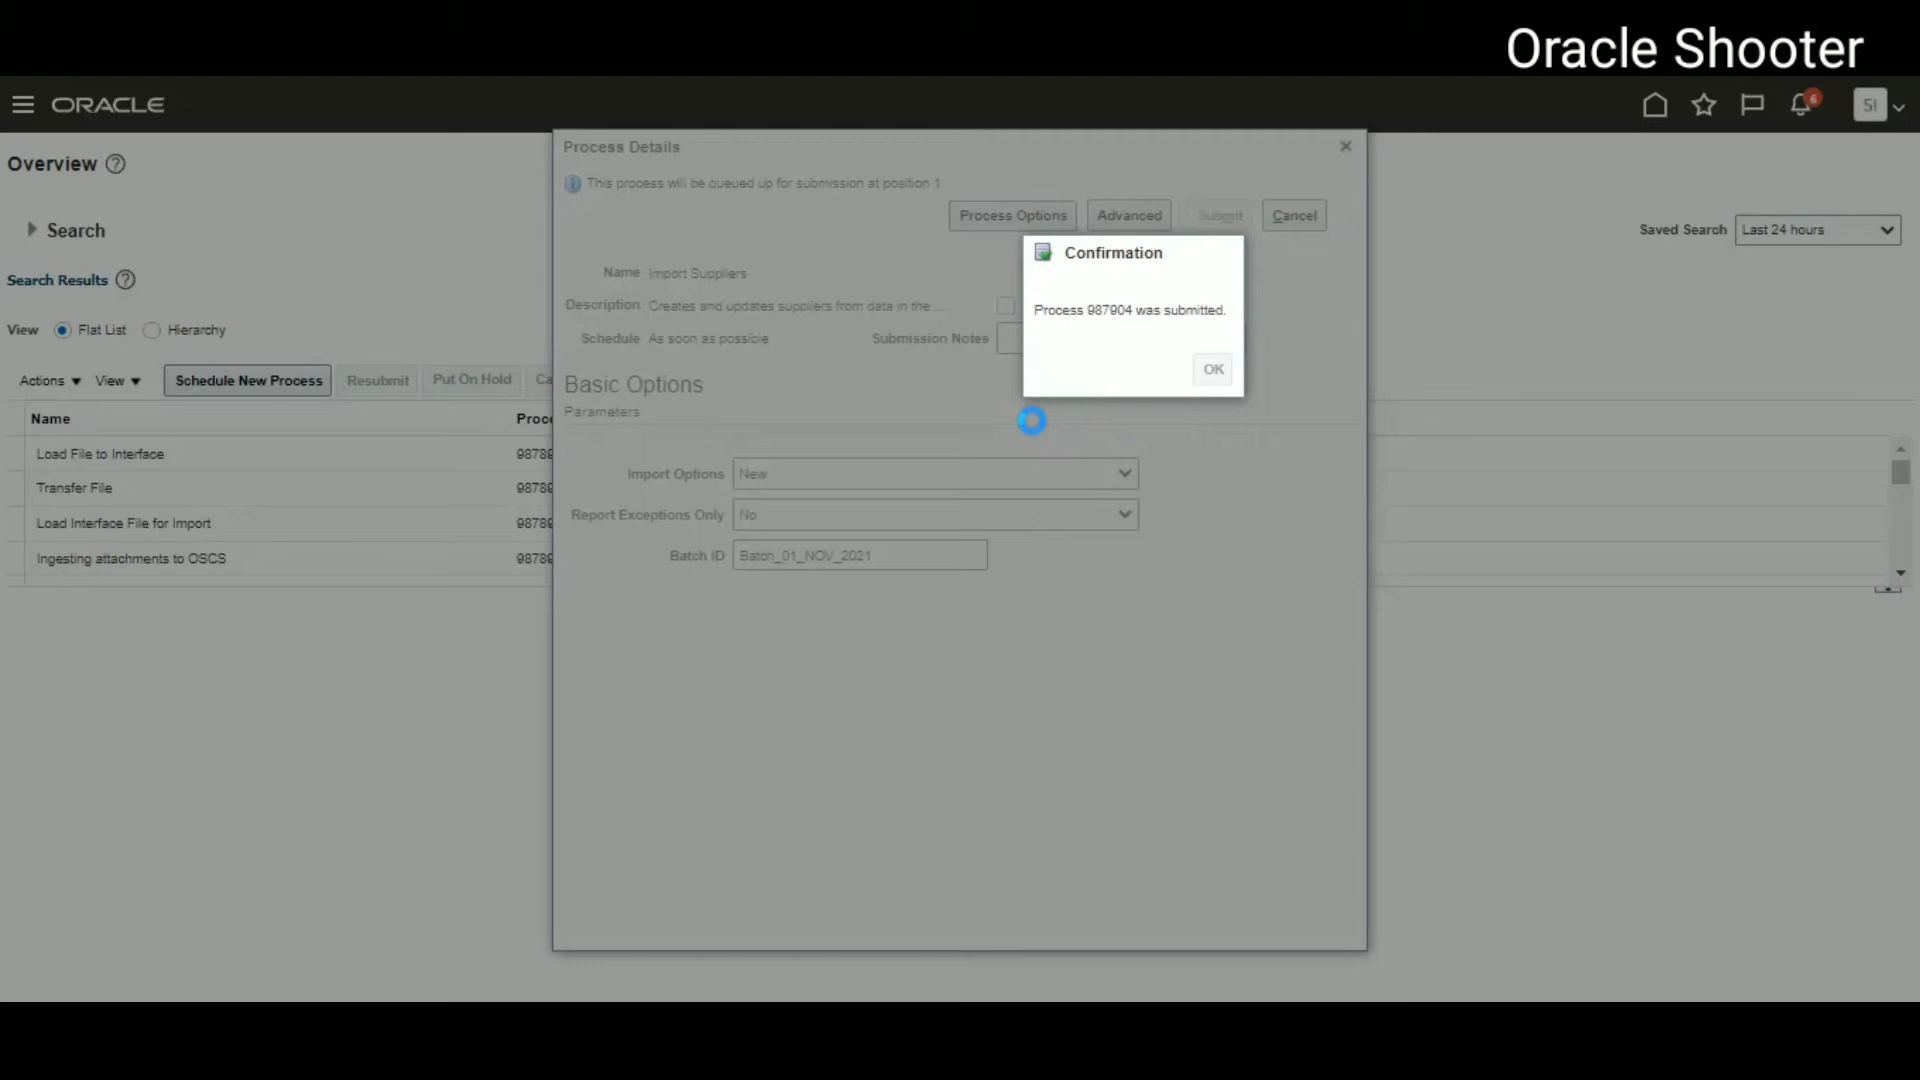 Oracle Shooter
ORACLE
6
SI
Process Details
This process will be queued up for submission at position 1
Overview
Process Options Advanced Submit Cancel
Search
Saved Search Last 24 hours
Confirmation
Name Import Suppliers
Search Results
Description Creates and updates suppliers from data in the ...
Process 987904 was submitted.
View Flat List Hierarchy
Schedule As soon as possible Submission Notes
OK
Actions View Schedule New Process Resubmit Put On Hold Ca
Basic Options
Parameters
Name Proc
Load File to Interface
Import Options New
Transfer File
Report Exceptions Only No
Load Interface File for Import
Batch ID Batch_01_NOV_2021
Ingesting attachments to OSCS